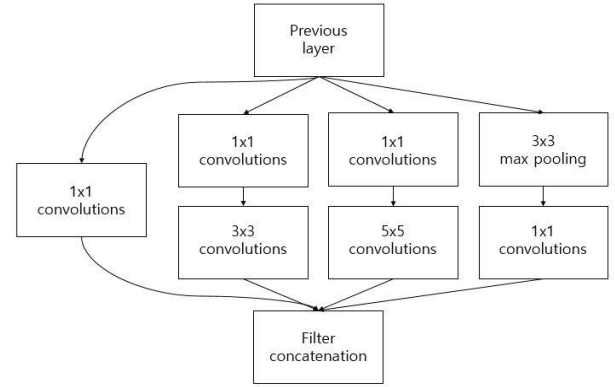 Previous
layer
1x1
convolutions
1x1
convolutions
3x3
max pooling
1x1
convolutions
3x3
convolutions
5x5
convolutions
1x1
convolutions
Filter
concatenation